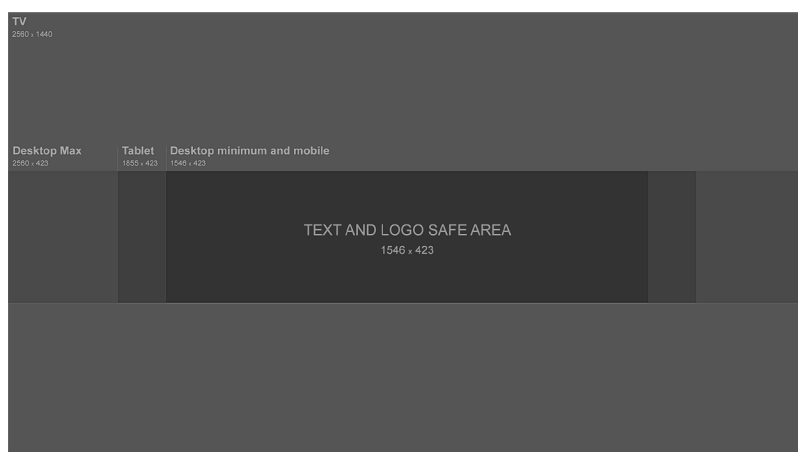 TV
2560 x 1440
Desktop Max
2560 x 423
Tablet
1855 x 423
Desktop minimum and mobile
1546 x 423
TEXT AND LOGO SAFE AREA
1546 x 423